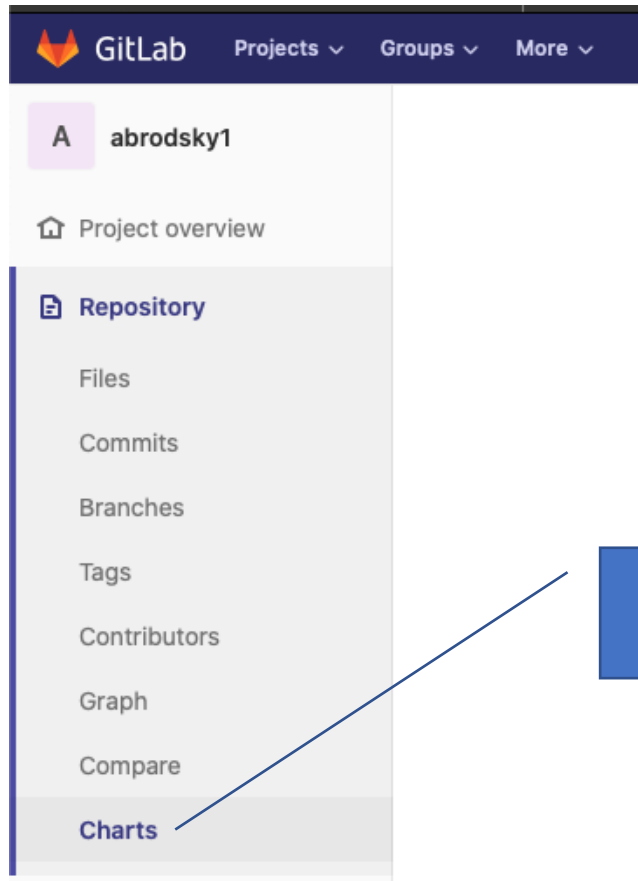 GitLab Projects Groups More
A abrodsky1
Project overview
Repository
Files
Commits
Branches
Tags
Contributors
Graph
Compare
Charts